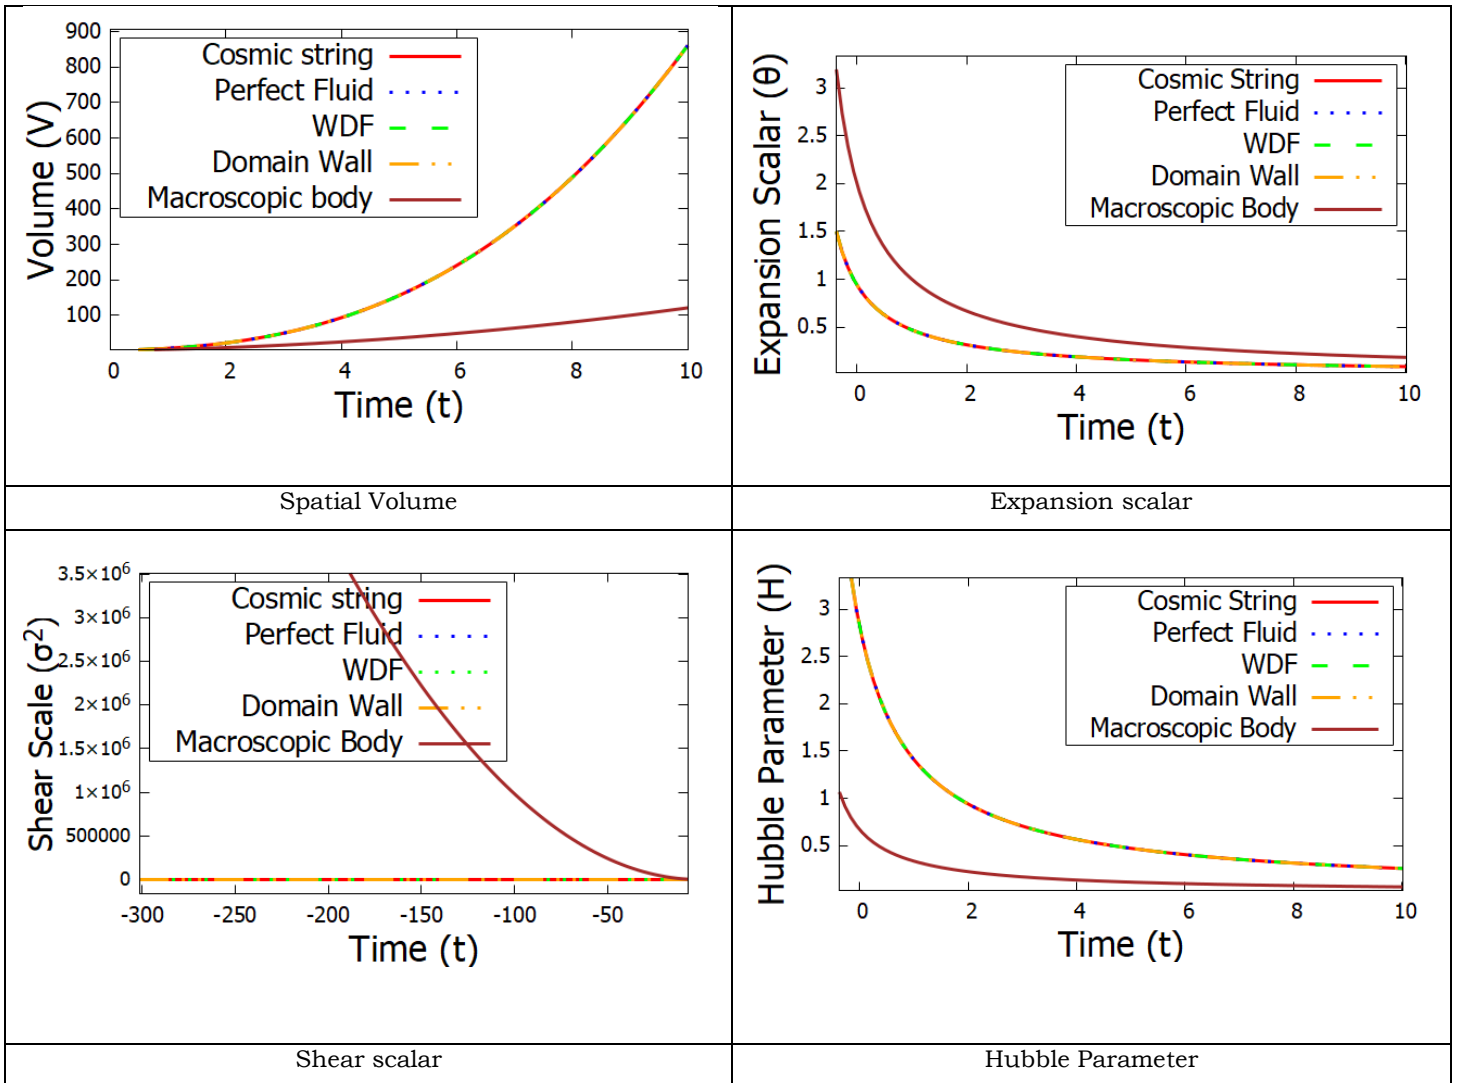 Volume (V)
900
800
700
600
500
400
300
200
100
Cosmic string
Perfect Fluid
WDF
Domain Wall
Macroscopic body
0 2 4 6 8 10
Time (t)
Spatial Volume
Expansion Scalar (θ)
3
2.5
2
1.5
1
0.5
Cosmic String
Perfect Fluid
WDF
Domain Wall
Macroscopic Body
0 2 4 6 8 10
Time (t)
Expansion scalar
Shear Scale (σ²)
3.5×10⁶
3×10⁶
2.5×10⁶
2×10⁶
1.5×10⁶
1×10⁶
500000
0
Cosmic string
Perfect Fluid
WDF
Domain Wall
Macroscopic Body
-300 -250 -200 -150 -100 -50
Time (t)
Shear scalar
Hubble Parameter (H)
3
2.5
2
1.5
1
0.5
Cosmic String
Perfect Fluid
WDF
Domain Wall
Macroscopic Body
0 2 4 6 8 10
Time (t)
Hubble Parameter